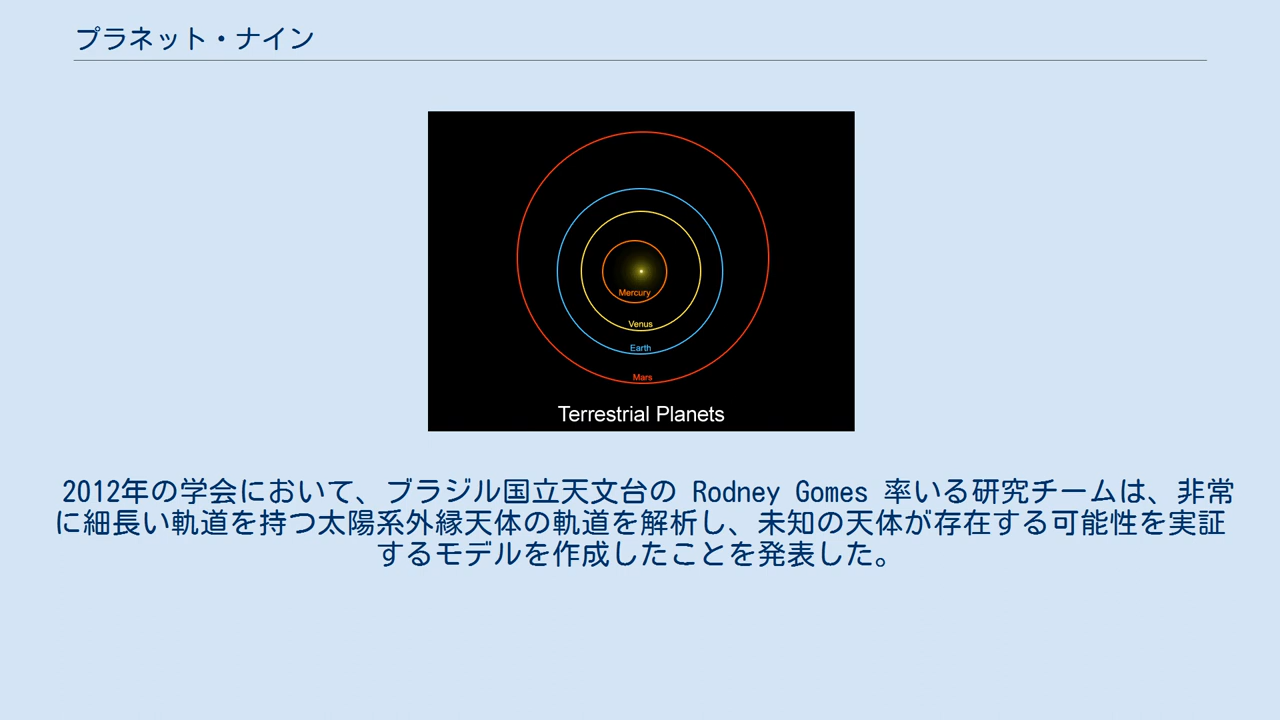 プラネット・ナイン
Mercury
Venus
Earth
Mars
Terrestrial Planets
2012年の学会において、ブラジル国立天文台の Rodney Gomes 率いる研究チームは、非常
に細長い軌道を持つ太陽系外縁天体の軌道を解析し、未知の天体が存在する可能性を実証
するモデルを作成したことを発表した。